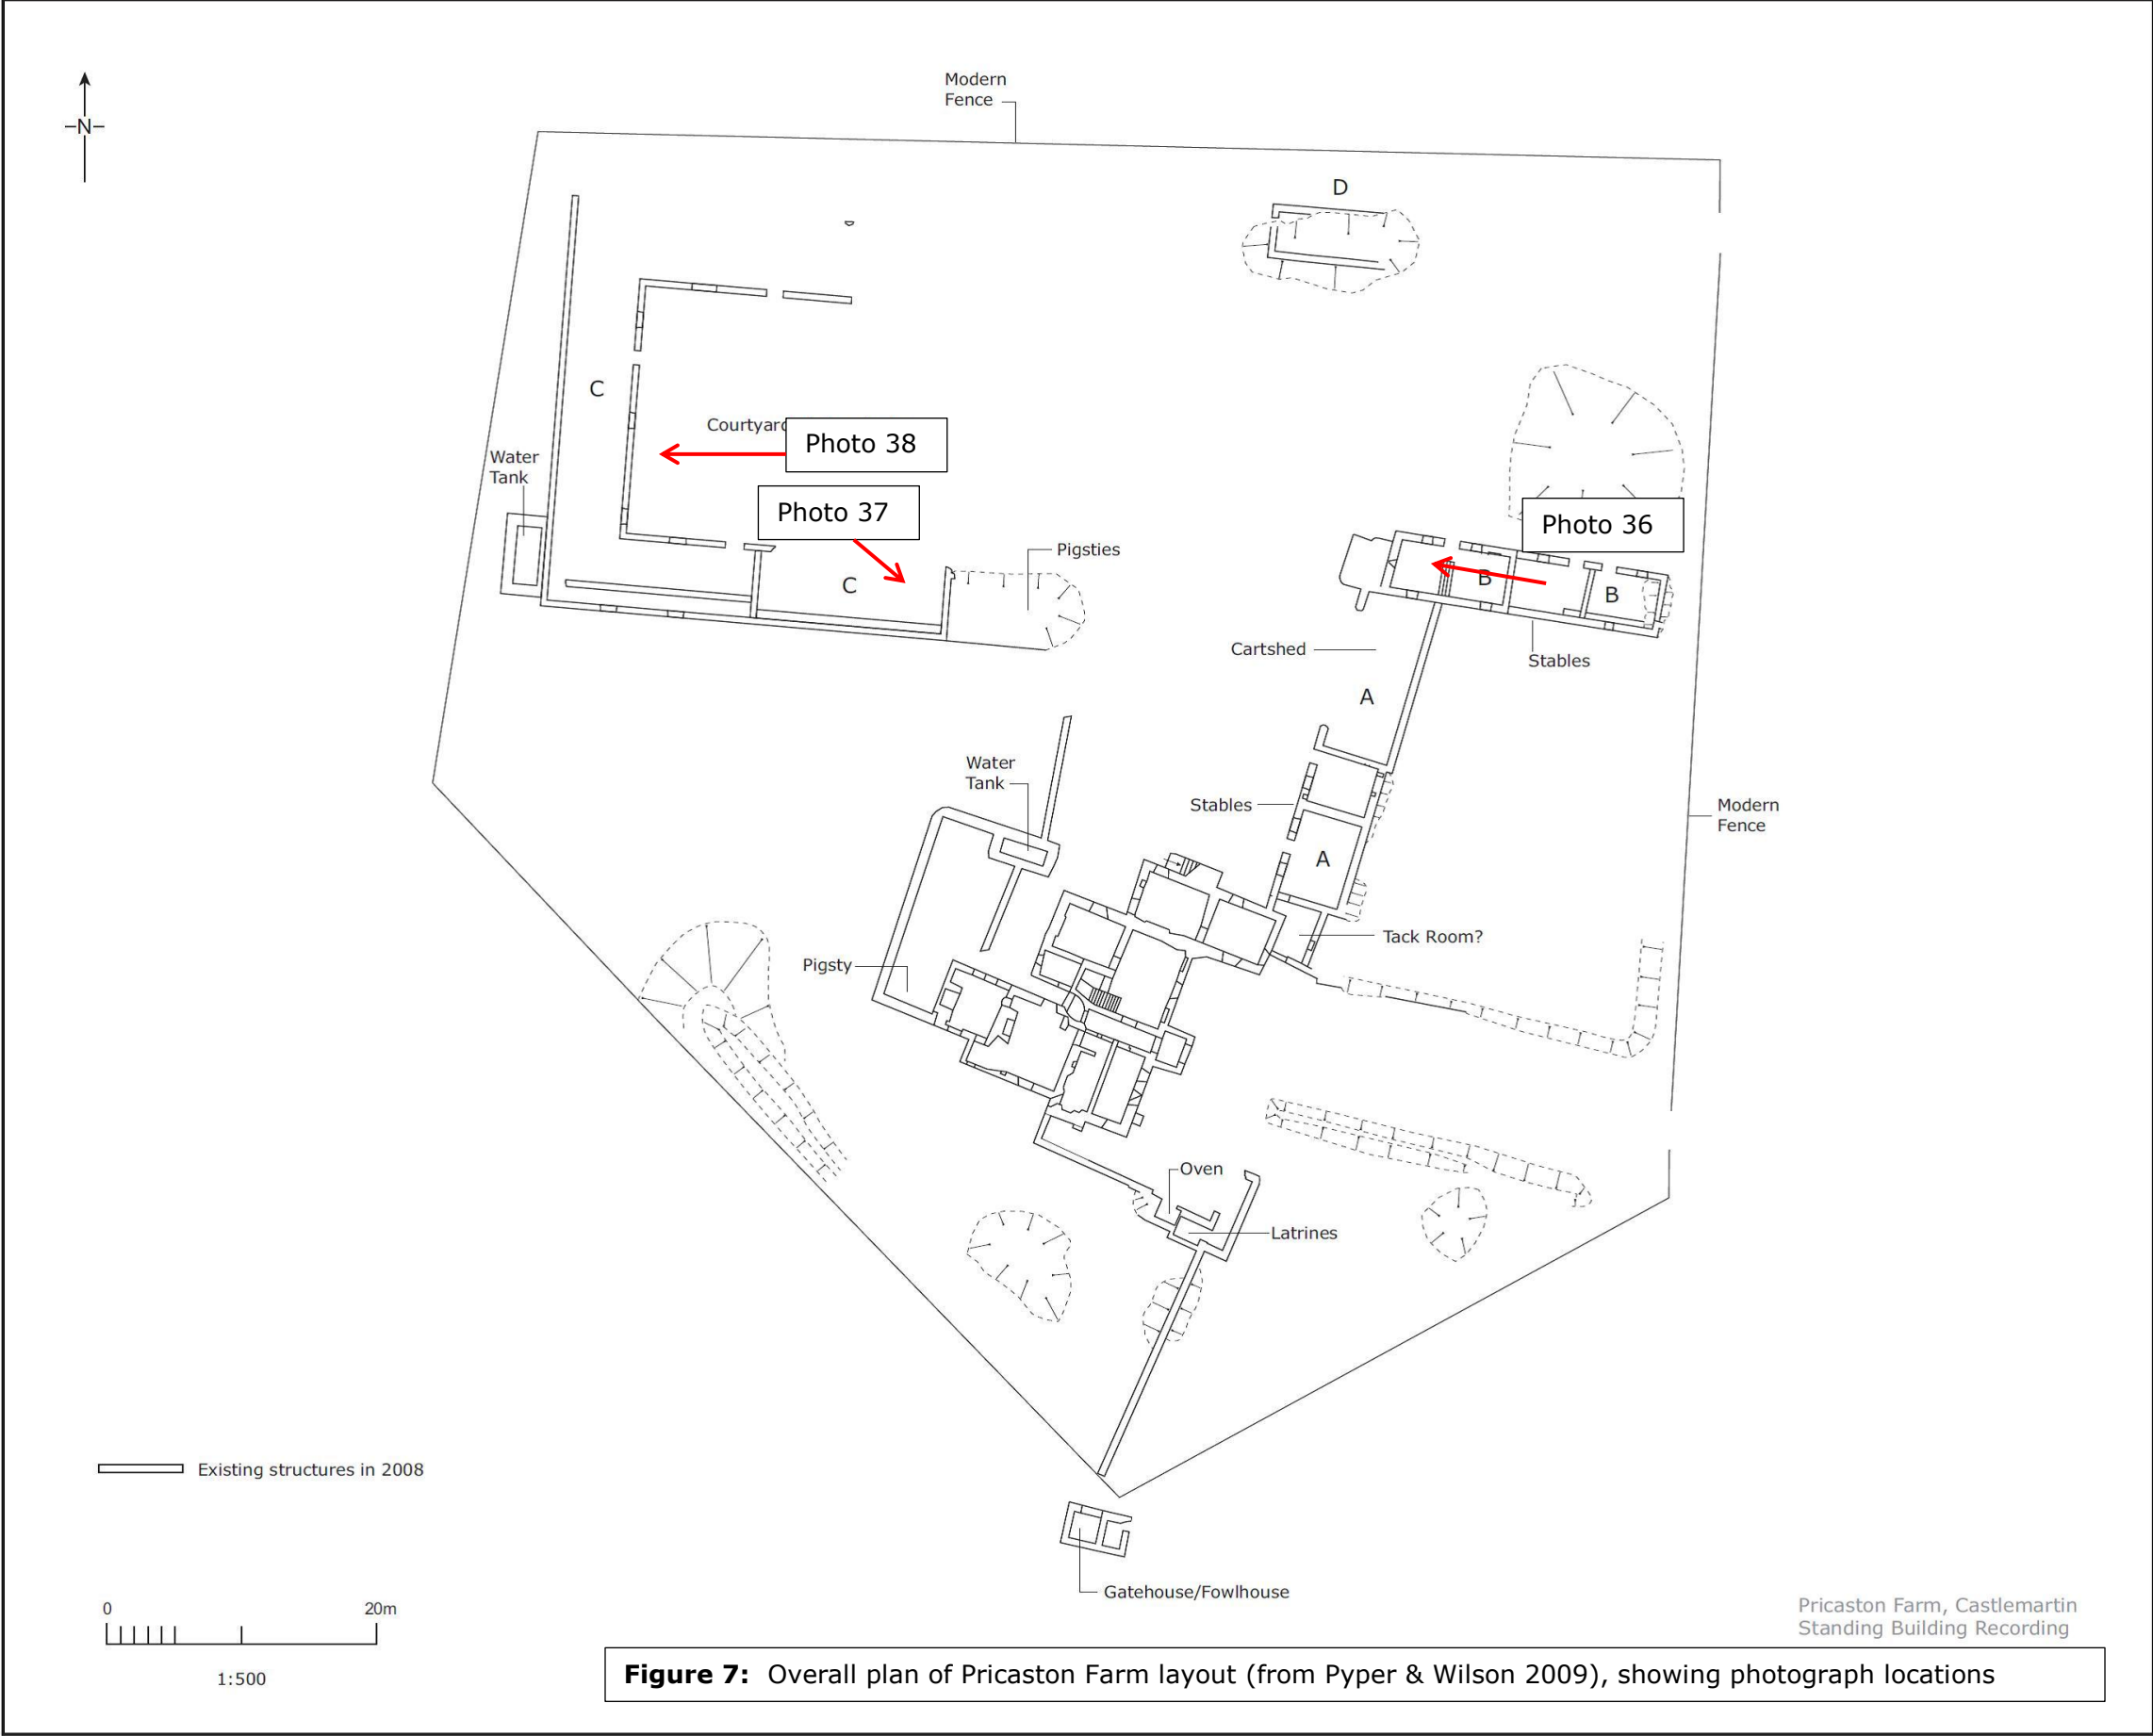 Modern
Fence
–N–
D
C
Courtyard
Photo 38
Water
Tank
Photo 37
Photo 36
Pigsties
C
B
B
Cartshed
Stables
A
Water
Tank
Stables
Modern
Fence
A
Tack Room?
Pigsty
Oven
Latrines
Existing structures in 2008
Gatehouse/Fowlhouse
0 20m
1:500
Pricaston Farm, Castlemartin
Standing Building Recording
Figure 7: Overall plan of Pricaston Farm layout (from Pyper & Wilson 2009), showing photograph locations